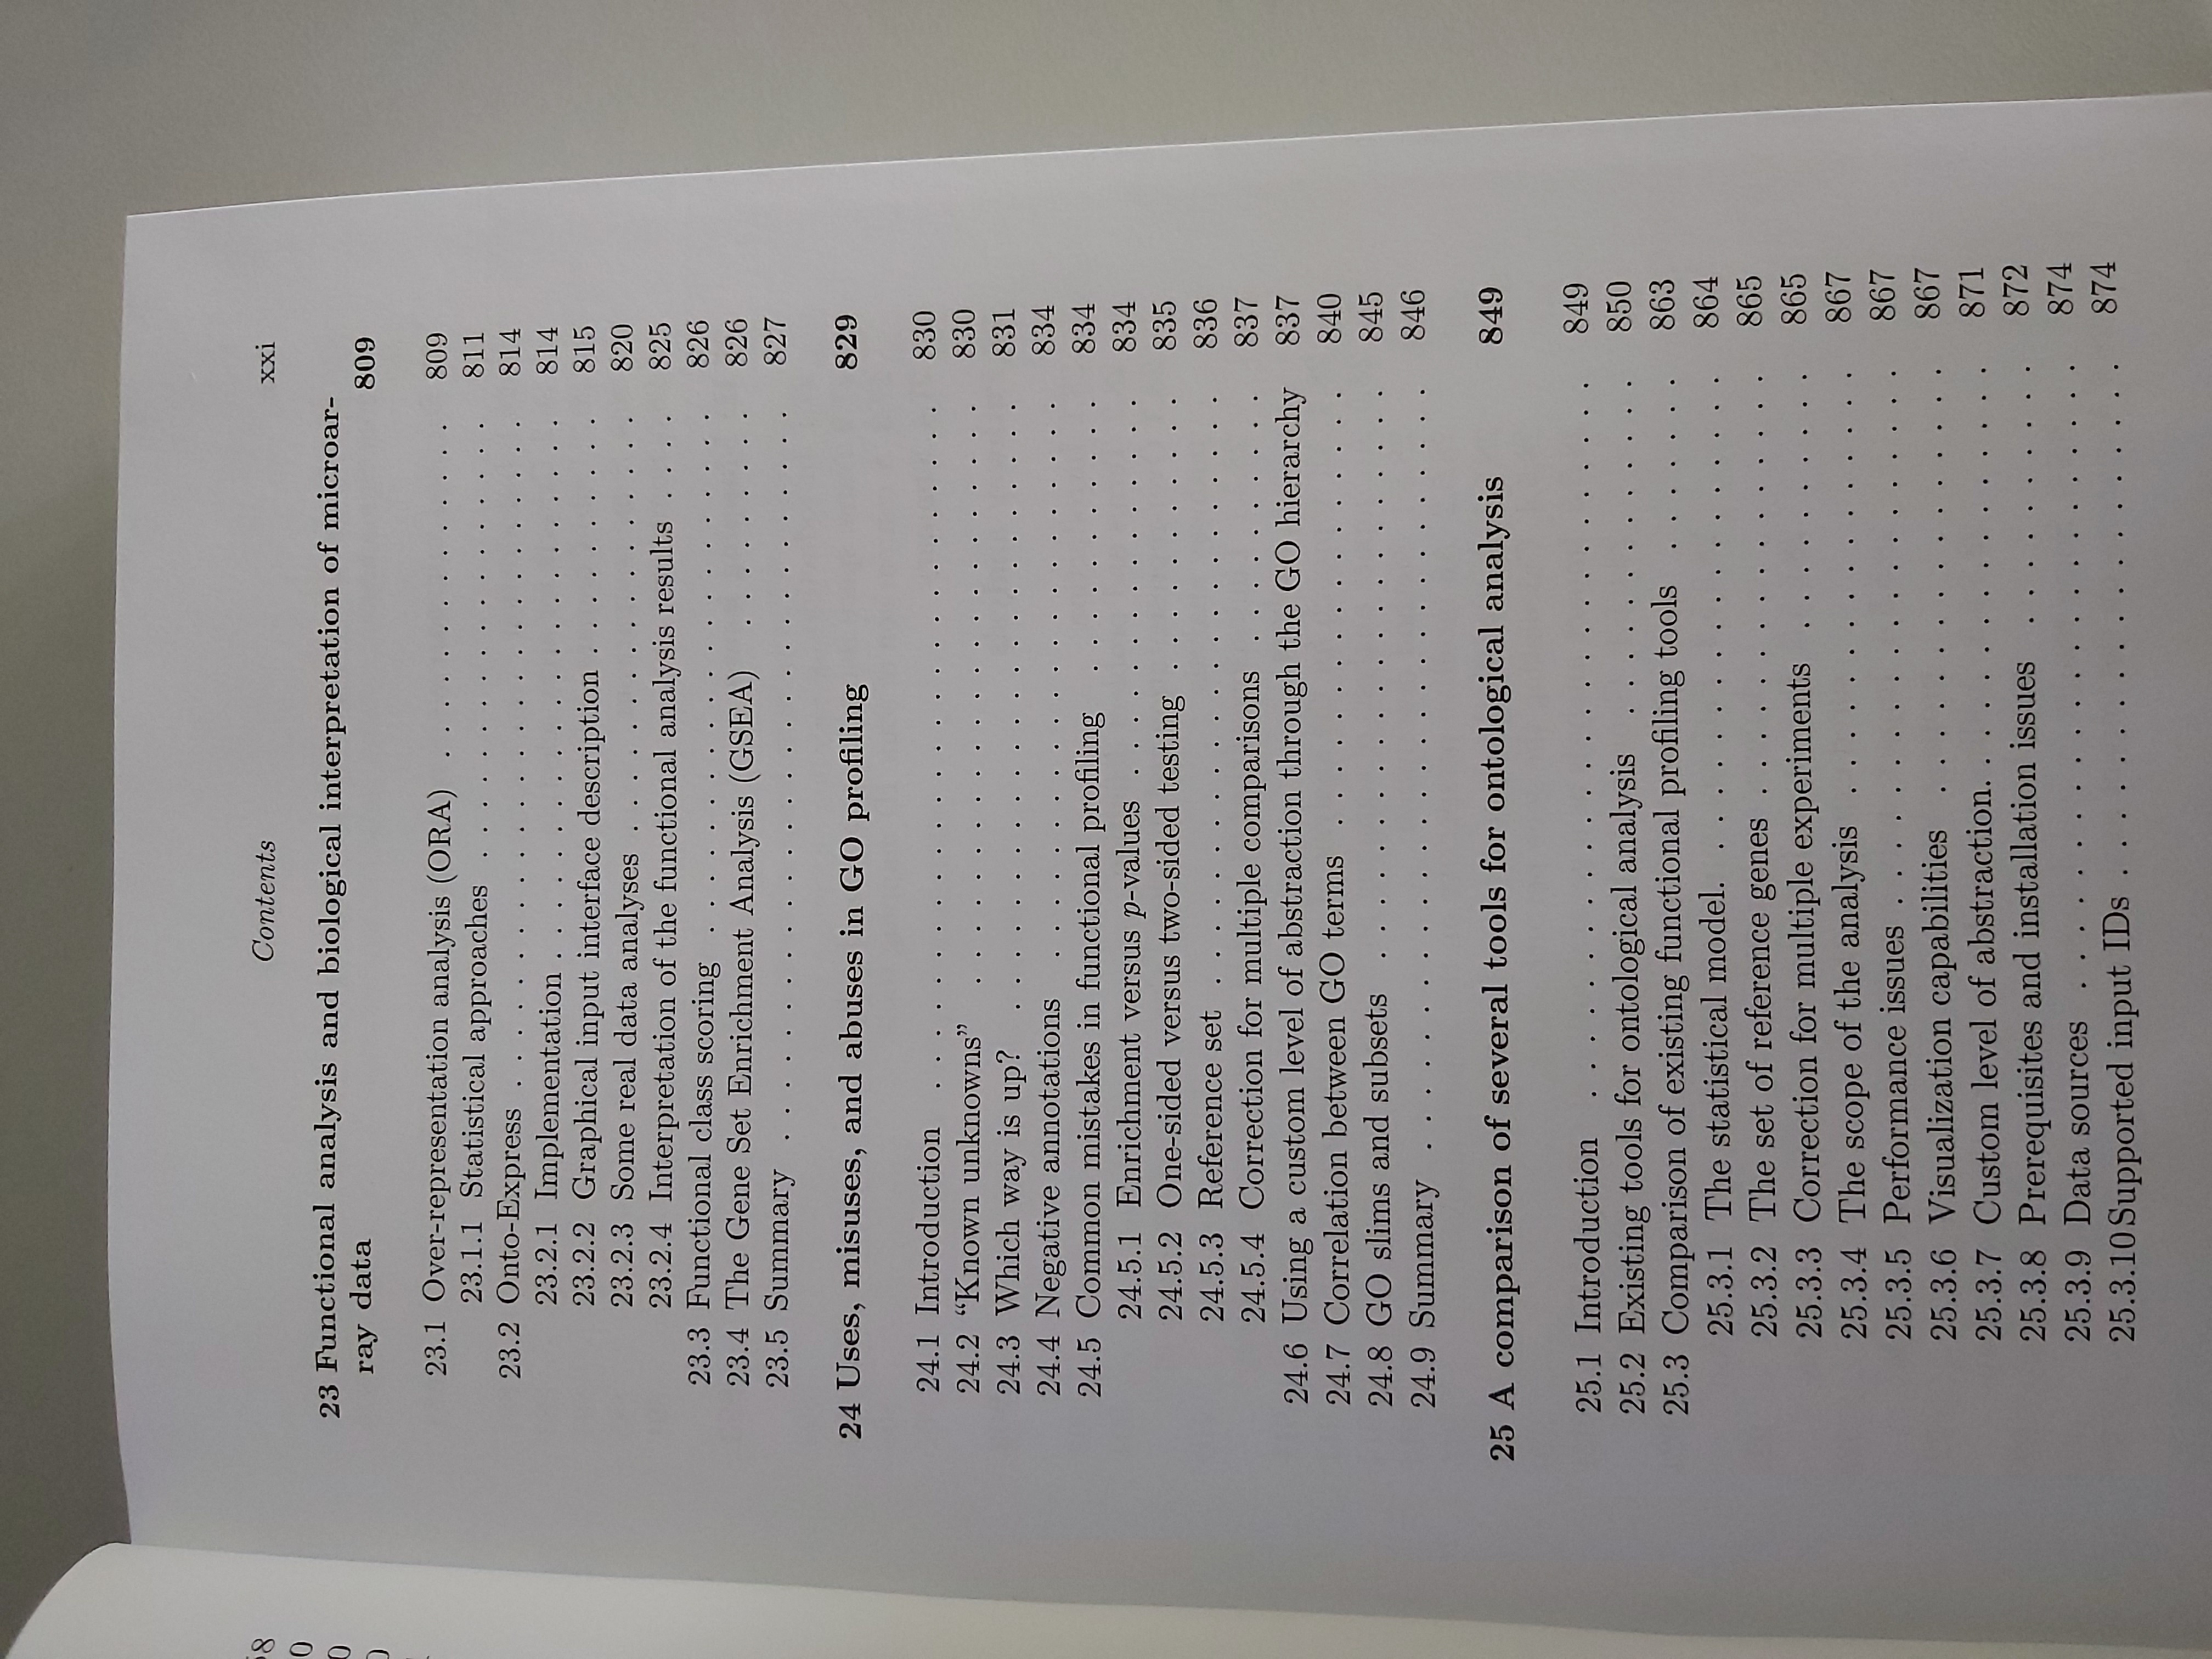 58
0
0
Contents xxi
23 Functional analysis and biological interpretation of microar-
ray data 809
23.1 Over-representation analysis (ORA) . . . . . . . . . . . . . . 809
23.1.1 Statistical approaches . . . . . . . . . . . . . . . . . . 811
23.2 Onto-Express . . . . . . . . . . . . . . . . . . . . . . . . . . 814
23.2.1 Implementation . . . . . . . . . . . . . . . . . . . . . . 814
23.2.2 Graphical input interface description . . . . . . . . . . 815
23.2.3 Some real data analyses . . . . . . . . . . . . . . . . . 820
23.2.4 Interpretation of the functional analysis results . . . . 825
23.3 Functional class scoring . . . . . . . . . . . . . . . . . . . . . 826
23.4 The Gene Set Enrichment Analysis (GSEA) . . . . . . . . . 826
23.5 Summary . . . . . . . . . . . . . . . . . . . . . . . . . . . . . 827
24 Uses, misuses, and abuses in GO profiling 829
24.1 Introduction . . . . . . . . . . . . . . . . . . . . . . . . . . . 830
24.2 “Known unknowns” . . . . . . . . . . . . . . . . . . . . . . . 830
24.3 Which way is up? . . . . . . . . . . . . . . . . . . . . . . . . 831
24.4 Negative annotations . . . . . . . . . . . . . . . . . . . . . . 834
24.5 Common mistakes in functional profiling . . . . . . . . . . . 834
24.5.1 Enrichment versus p-values . . . . . . . . . . . . . . . 834
24.5.2 One-sided versus two-sided testing . . . . . . . . . . . 835
24.5.3 Reference set . . . . . . . . . . . . . . . . . . . . . . . 836
24.5.4 Correction for multiple comparisons . . . . . . . . . . 837
24.6 Using a custom level of abstraction through the GO hierarchy 837
24.7 Correlation between GO terms . . . . . . . . . . . . . . . . . 840
24.8 GO slims and subsets . . . . . . . . . . . . . . . . . . . . . . 845
24.9 Summary . . . . . . . . . . . . . . . . . . . . . . . . . . . . . 846
25 A comparison of several tools for ontological analysis 849
25.1 Introduction . . . . . . . . . . . . . . . . . . . . . . . . . . . 849
25.2 Existing tools for ontological analysis . . . . . . . . . . . . . 850
25.3 Comparison of existing functional profiling tools . . . . . . . 863
25.3.1 The statistical model. . . . . . . . . . . . . . . . . . . 864
25.3.2 The set of reference genes . . . . . . . . . . . . . . . . 865
25.3.3 Correction for multiple experiments . . . . . . . . . . 865
25.3.4 The scope of the analysis . . . . . . . . . . . . . . . . 867
25.3.5 Performance issues . . . . . . . . . . . . . . . . . . . . 867
25.3.6 Visualization capabilities . . . . . . . . . . . . . . . . 867
25.3.7 Custom level of abstraction. . . . . . . . . . . . . . . . 871
25.3.8 Prerequisites and installation issues . . . . . . . . . . 872
25.3.9 Data sources . . . . . . . . . . . . . . . . . . . . . . . 874
25.3.10 Supported input IDs . . . . . . . . . . . . . . . . . . . 874